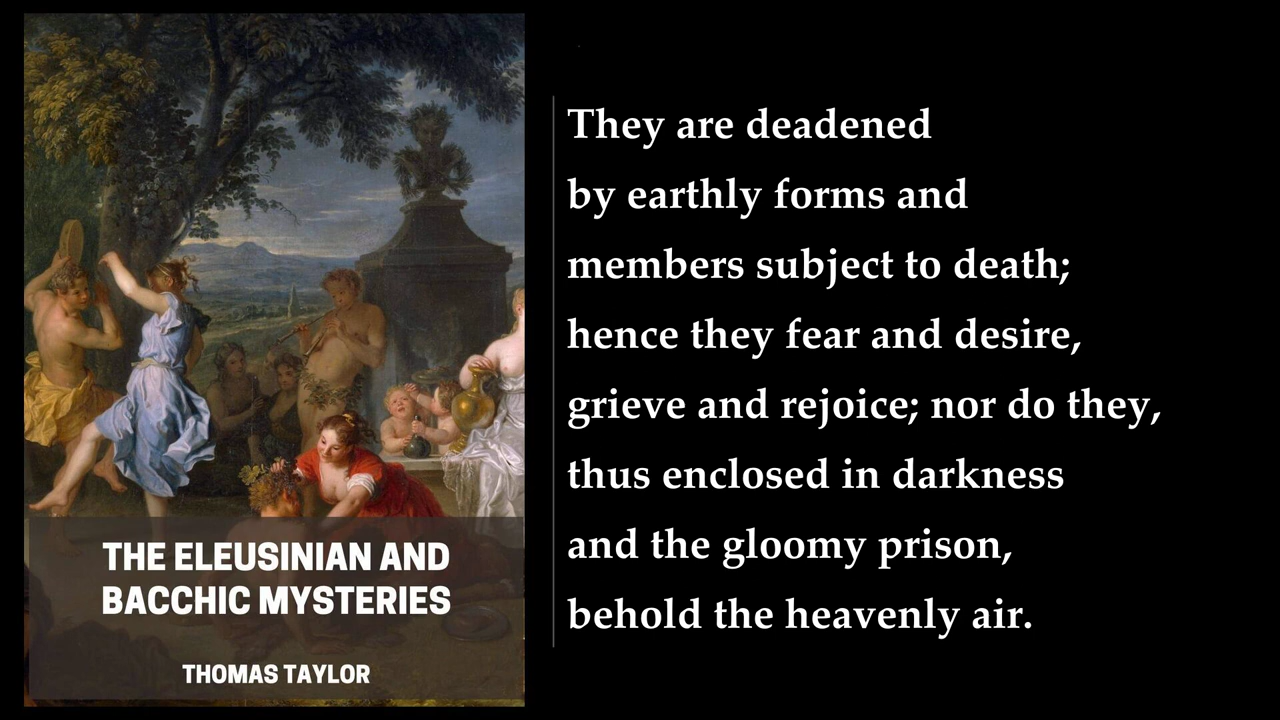 THE ELEUSINIAN AND
BACCHIC MYSTERIES
THOMAS TAYLOR
They are deadened
by earthly forms and
members subject to death;
hence they fear and desire,
grieve and rejoice; nor do they,
thus enclosed in darkness
and the gloomy prison,
behold the heavenly air.